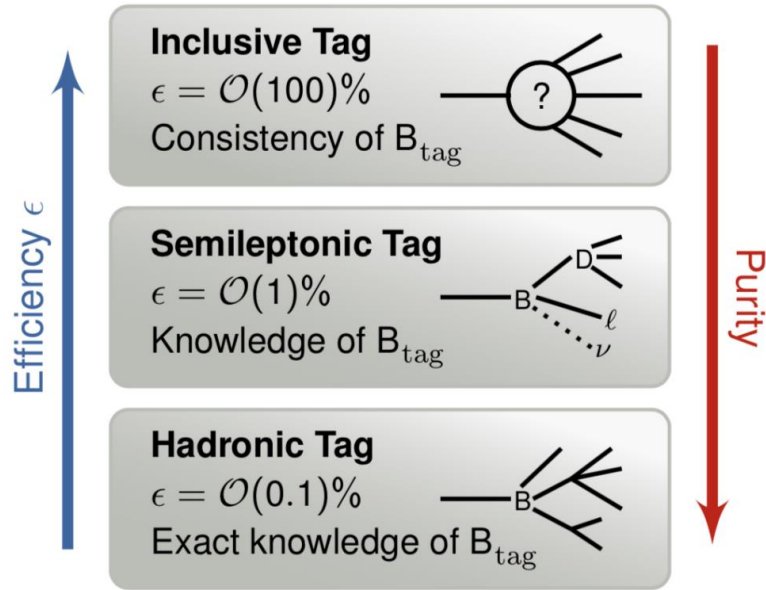 Inclusive Tag
ϵ = 𝒪(100)%
Consistency of B_tag
?
Semileptonic Tag
ϵ = 𝒪(1)%
Knowledge of B_tag
B
D
ℓ
ν
Hadronic Tag
ϵ = 𝒪(0.1)%
Exact knowledge of B_tag
B
Efficiency ϵ
Purity